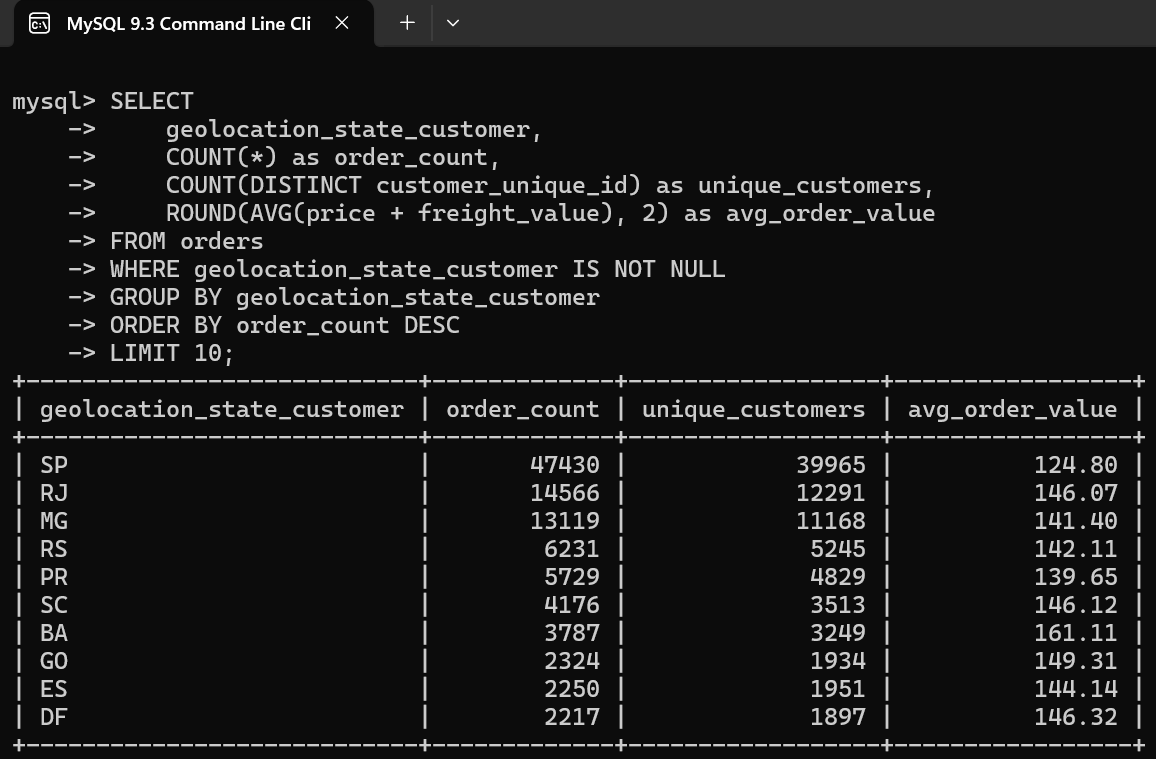 MySQL 9.3 Command Line Cli
mysql> SELECT
    ->     geolocation_state_customer,
    ->     COUNT(*) as order_count,
    ->     COUNT(DISTINCT customer_unique_id) as unique_customers,
    ->     ROUND(AVG(price + freight_value), 2) as avg_order_value
    -> FROM orders
    -> WHERE geolocation_state_customer IS NOT NULL
    -> GROUP BY geolocation_state_customer
    -> ORDER BY order_count DESC
    -> LIMIT 10;
+----------------------------+-------------+------------------+-----------------+
| geolocation_state_customer | order_count | unique_customers | avg_order_value |
+----------------------------+-------------+------------------+-----------------+
| SP                         |       47430 |            39965 |          124.80 |
| RJ                         |       14566 |            12291 |          146.07 |
| MG                         |       13119 |            11168 |          141.40 |
| RS                         |        6231 |             5245 |          142.11 |
| PR                         |        5729 |             4829 |          139.65 |
| SC                         |        4176 |             3513 |          146.12 |
| BA                         |        3787 |             3249 |          161.11 |
| GO                         |        2324 |             1934 |          149.31 |
| ES                         |        2250 |             1951 |          144.14 |
| DF                         |        2217 |             1897 |          146.32 |
+----------------------------+-------------+------------------+-----------------+